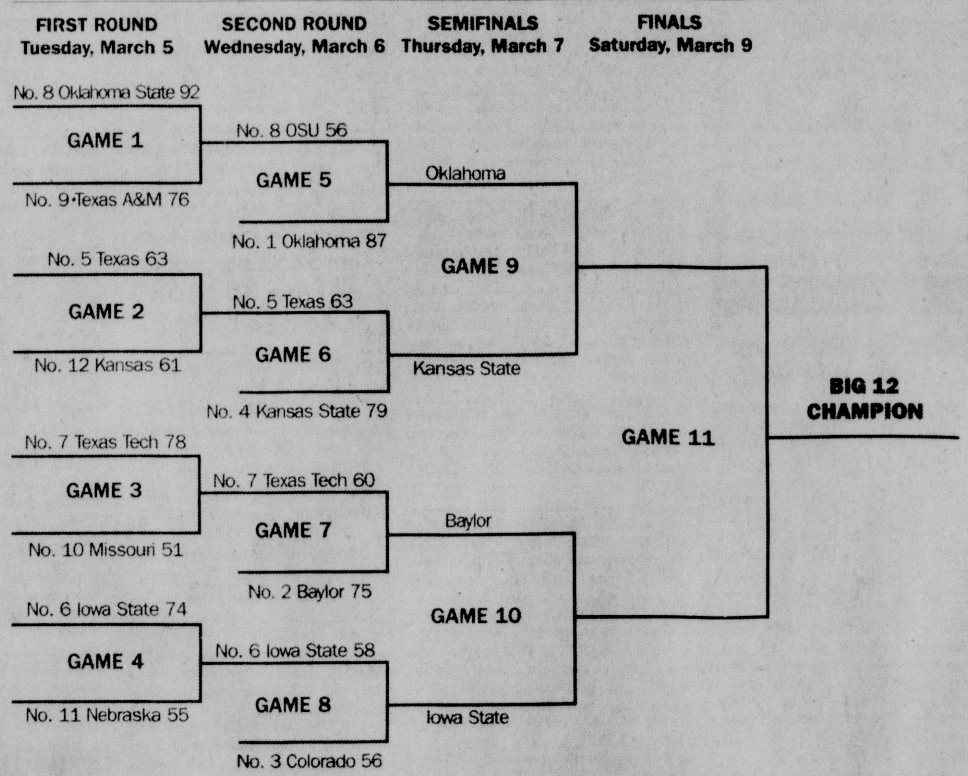 FIRST ROUND
Tuesday, March 5
SECOND ROUND
Wednesday, March 6
SEMIFINALS
Thursday, March 7
FINALS
Saturday, March 9
No. 8 Oklahoma State 92
GAME 1
No. 9 Texas A&M 76
No. 5 Texas 63
GAME 2
No. 12 Kansas 61
No. 7 Texas Tech 78
GAME 3
No. 10 Missouri 51
No. 6 Iowa State 74
GAME 4
No. 11 Nebraska 55
No. 8 OSU 56
GAME 5
No. 1 Oklahoma 87
No. 5 Texas 63
GAME 6
No. 4 Kansas State 79
No. 7 Texas Tech 60
GAME 7
No. 2 Baylor 75
No. 6 Iowa State 58
GAME 8
No. 3 Colorado 56
Oklahoma
GAME 9
Kansas State
Baylor
GAME 10
Iowa State
GAME 11
BIG 12
CHAMPION